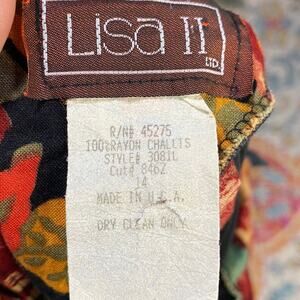 Lisa II
LTD.
R/N# 45275
100%RAYON CHALLIS
STYLE# 3081L
Cut# 8462
14
MADE IN U.S.A.
DRY CLEAN ONLY